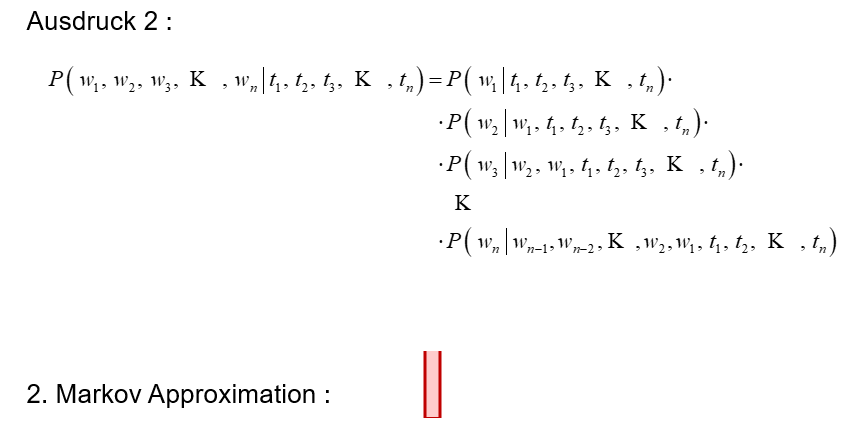 Ausdruck 2 :
P( w₁, w₂, w₃, K , wₙ | t₁, t₂, t₃, K , tₙ ) = P( w₁ | t₁, t₂, t₃, K , tₙ )·
·P( w₂ | w₁, t₁, t₂, t₃, K , tₙ )·
·P( w₃ | w₂, w₁, t₁, t₂, t₃, K , tₙ )·
K
·P( wₙ | wₙ₋₁, wₙ₋₂, K , w₂, w₁, t₁, t₂, K , tₙ )
2. Markov Approximation :